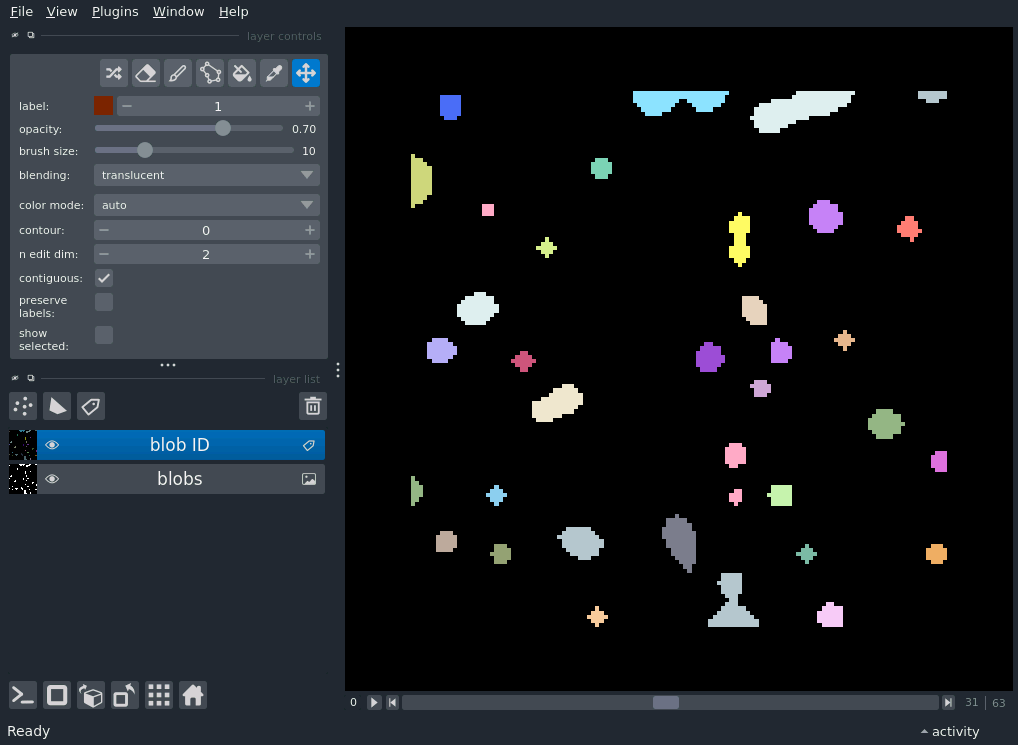 File View Plugins Window Help
layer controls
label: 1
opacity: 0.70
brush size: 10
blending: translucent
color mode: auto
contour: 0
n edit dim: 2
contiguous:
preserve
labels:
show
selected:
layer list
blob ID
blobs
0 31 | 63
Ready activity